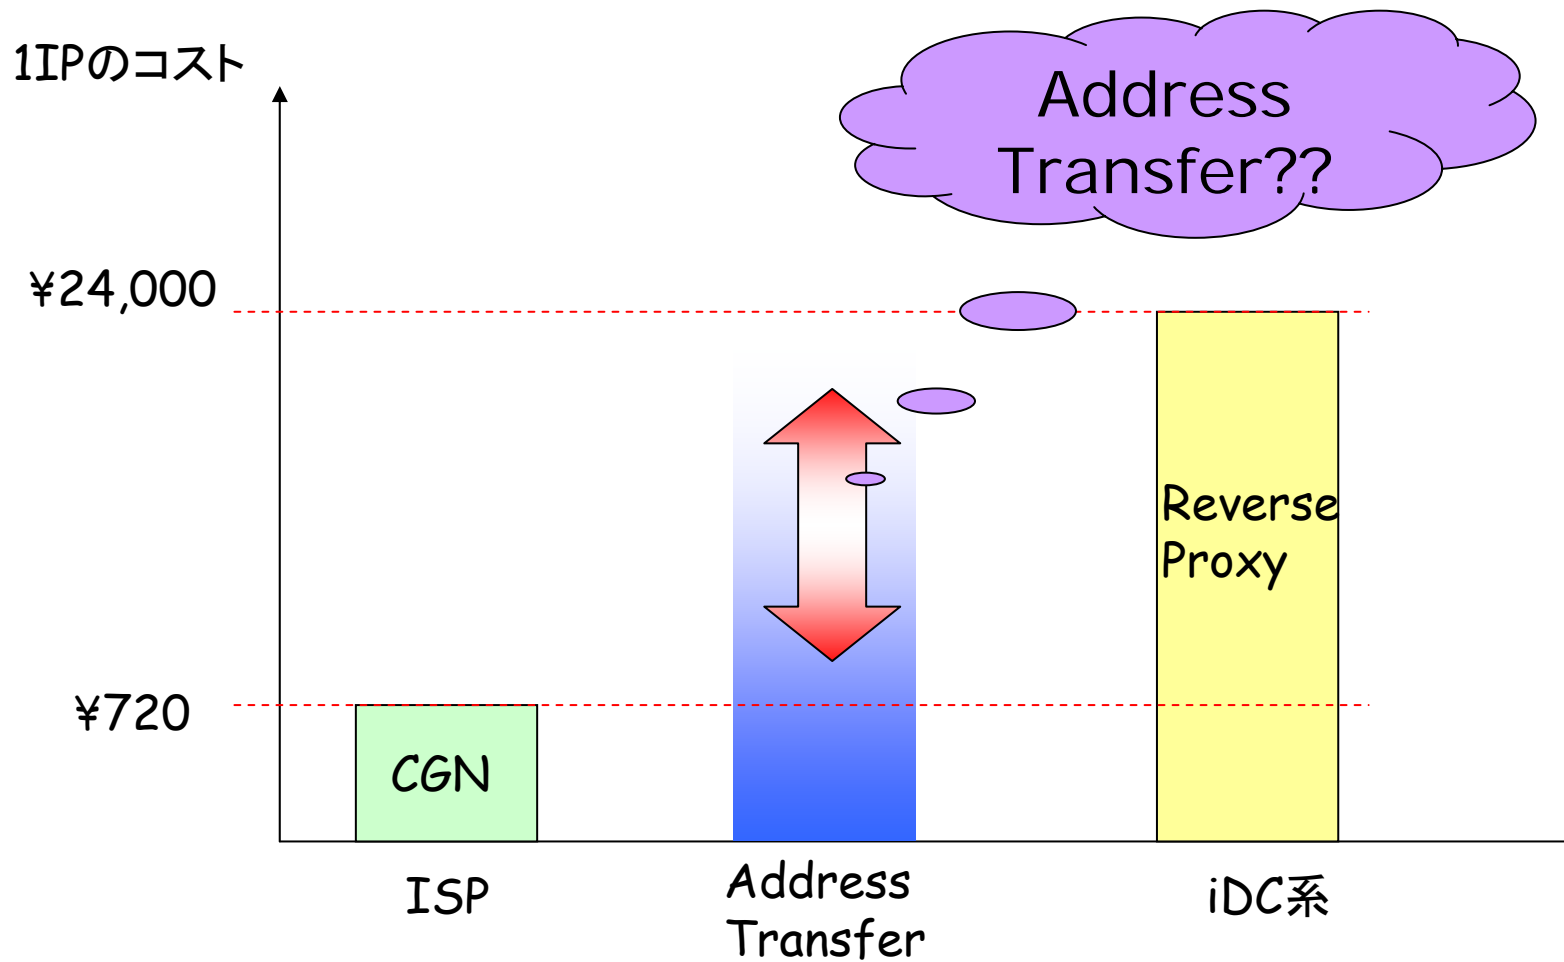 1IPのコスト
Address
Transfer??
¥24,000
Reverse
Proxy
¥720
CGN
ISP
Address
Transfer
iDC系